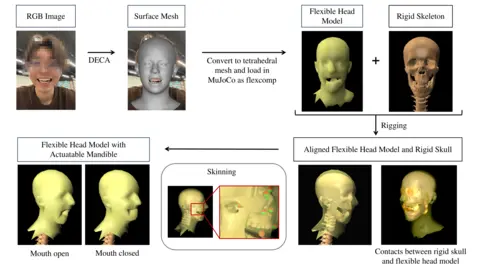 RGB Image
Surface Mesh
Flexible Head
Model
Rigid Skeleton
DECA
Convert to tetrahedral
mesh and load in
MuJoCo as flexcomp
+
Rigging
Flexible Head Model with
Actuatable Mandible
Skinning
Aligned Flexible Head Model and Rigid Skull
Mouth open
Mouth closed
Contacts between rigid skull
and flexible head model